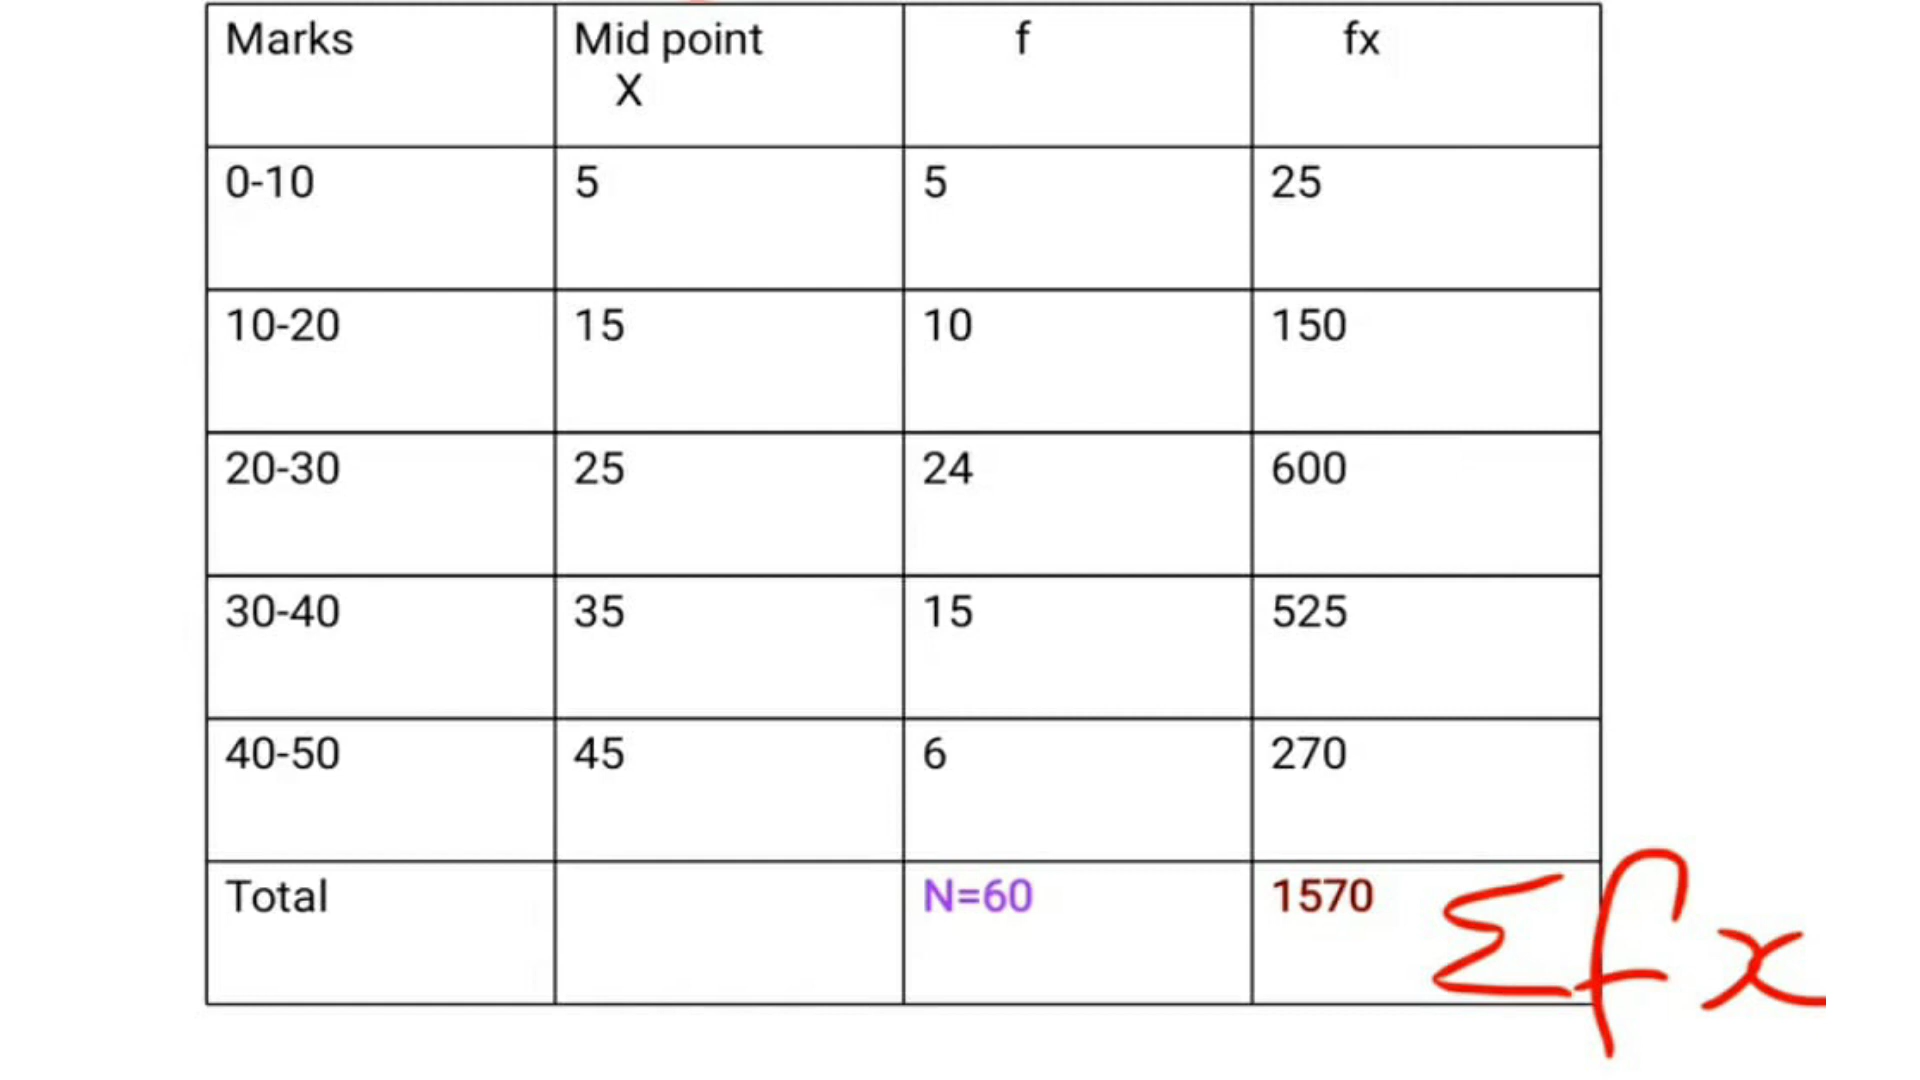 Marks Mid point f fx
X
0-10 5 5 25
10-20 15 10 150
20-30 25 24 600
30-40 35 15 525
40-50 45 6 270
Total N=60 1570 Σfx